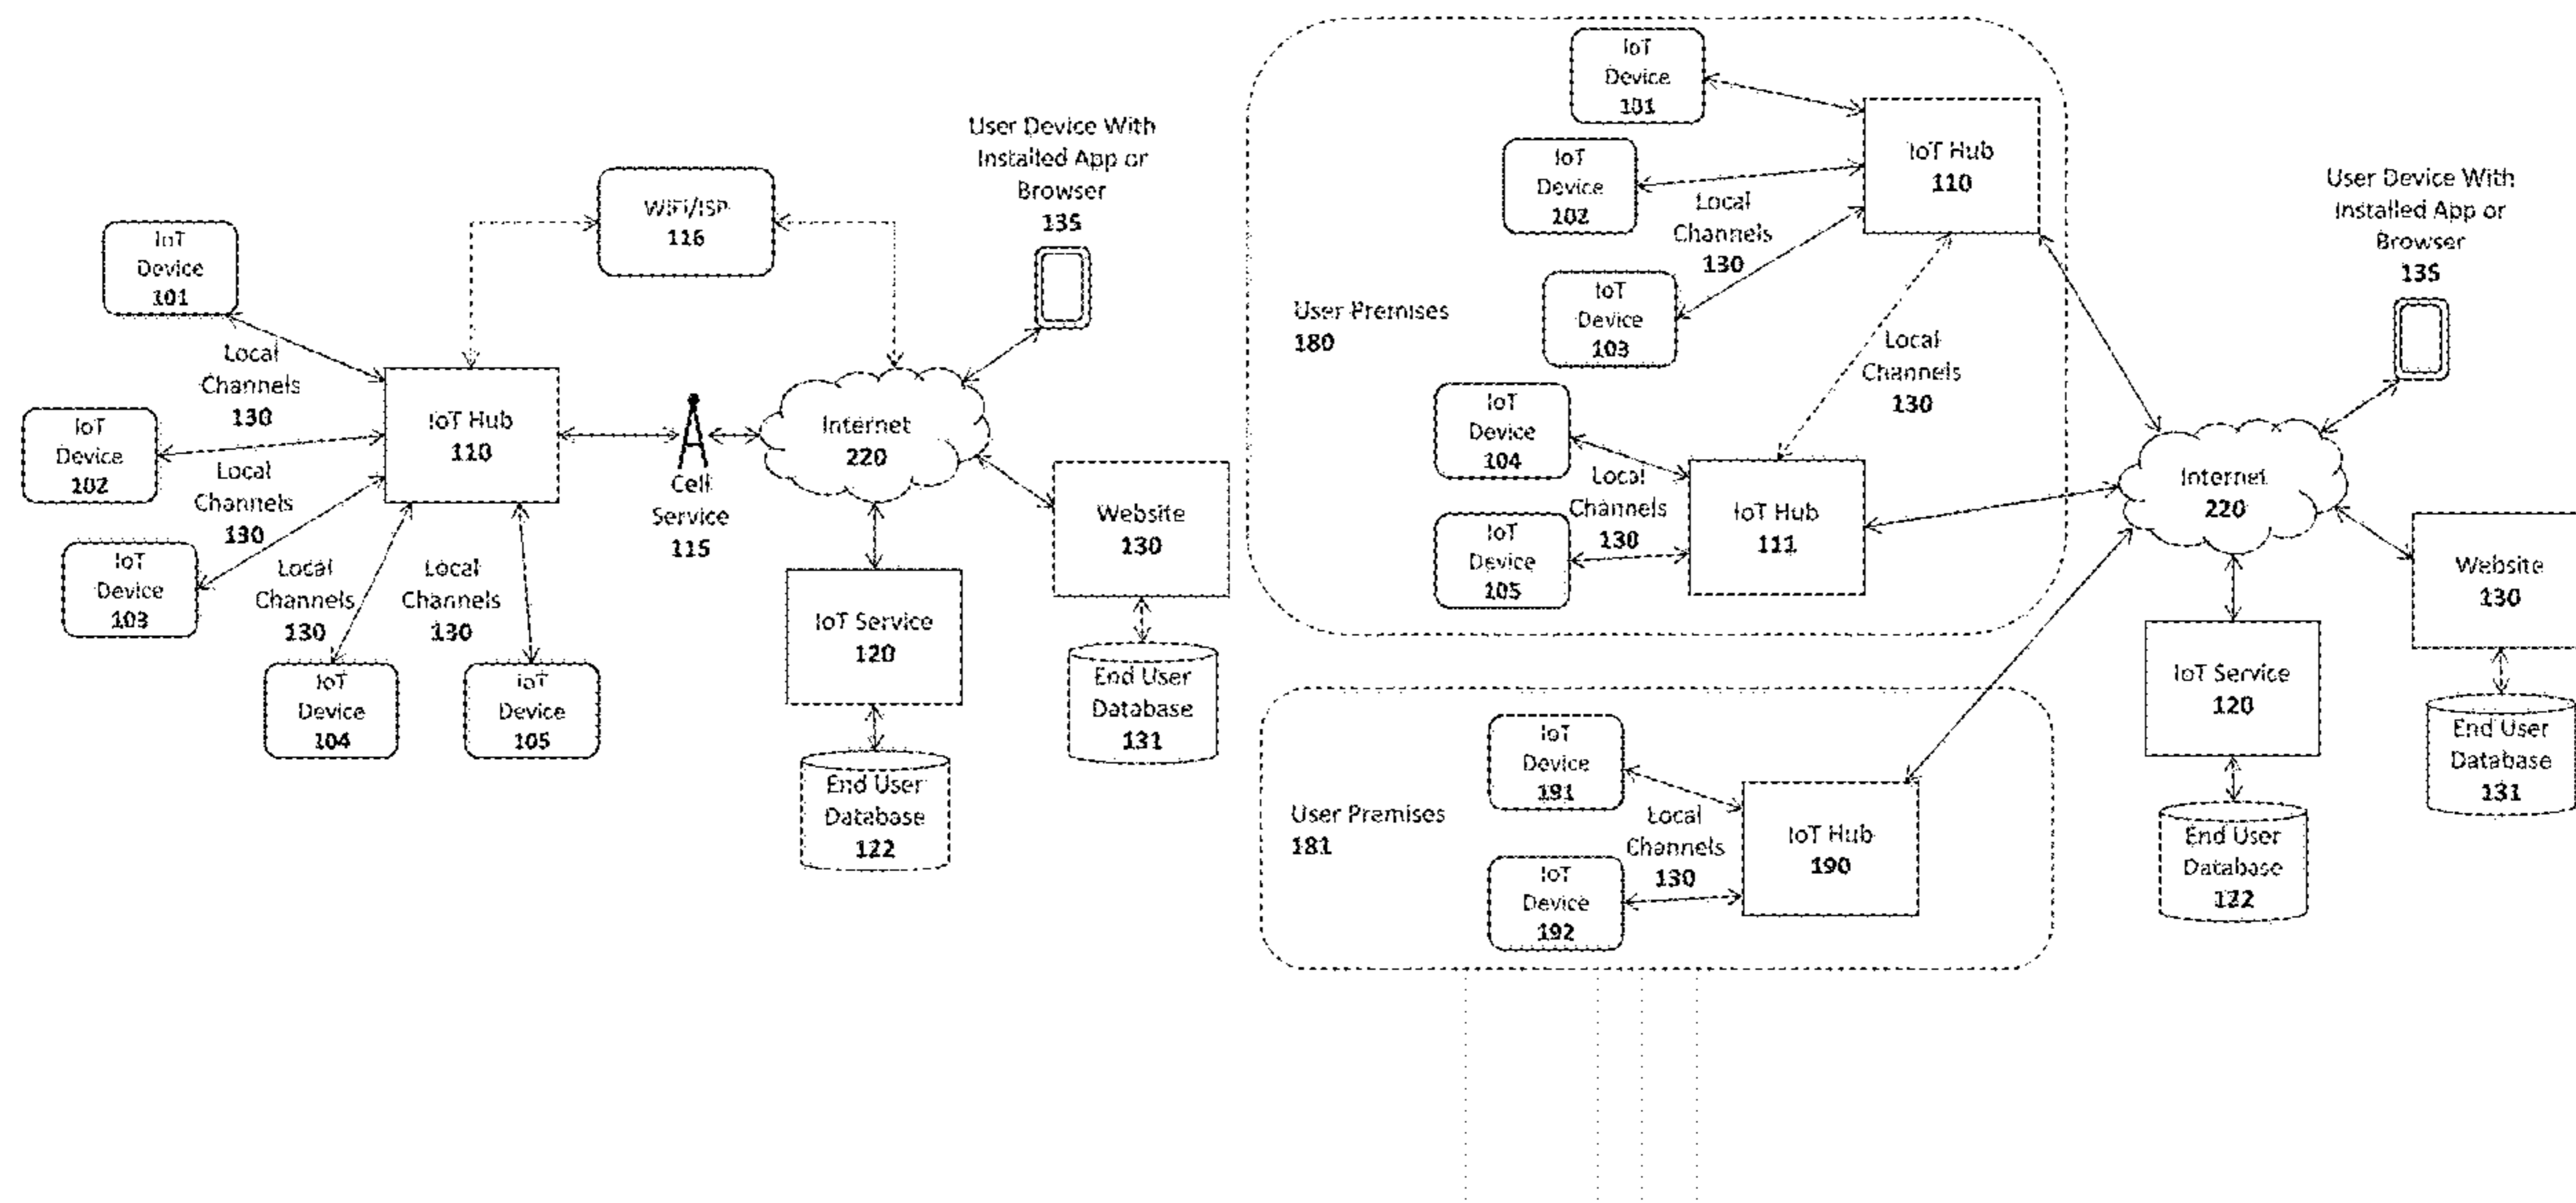 User Device With
Installed App or
Browser
135
WiFi/ISP
116
IoT
Device
101
Local
Channels
130
IoT
Device
102
Local
Channels
130
IoT
Device
103
IoT Hub
110
Local
Channels
130
Local
Channels
130
IoT
Device
104
IoT
Device
105
Cell
Service
115
Internet
220
Website
130
End User
Database
131
IoT Service
120
End User
Database
122
User Premises
180
IoT
Device
101
IoT
Device
102
IoT
Device
103
Local
Channels
130
IoT Hub
110
Local
Channels
130
IoT
Device
104
IoT
Device
105
Local
Channels
130
IoT Hub
111
User Premises
181
IoT
Device
191
IoT
Device
192
Local
Channels
130
IoT Hub
190
User Device With
Installed App or
Browser
135
Internet
220
Website
130
End User
Database
131
IoT Service
120
End User
Database
122